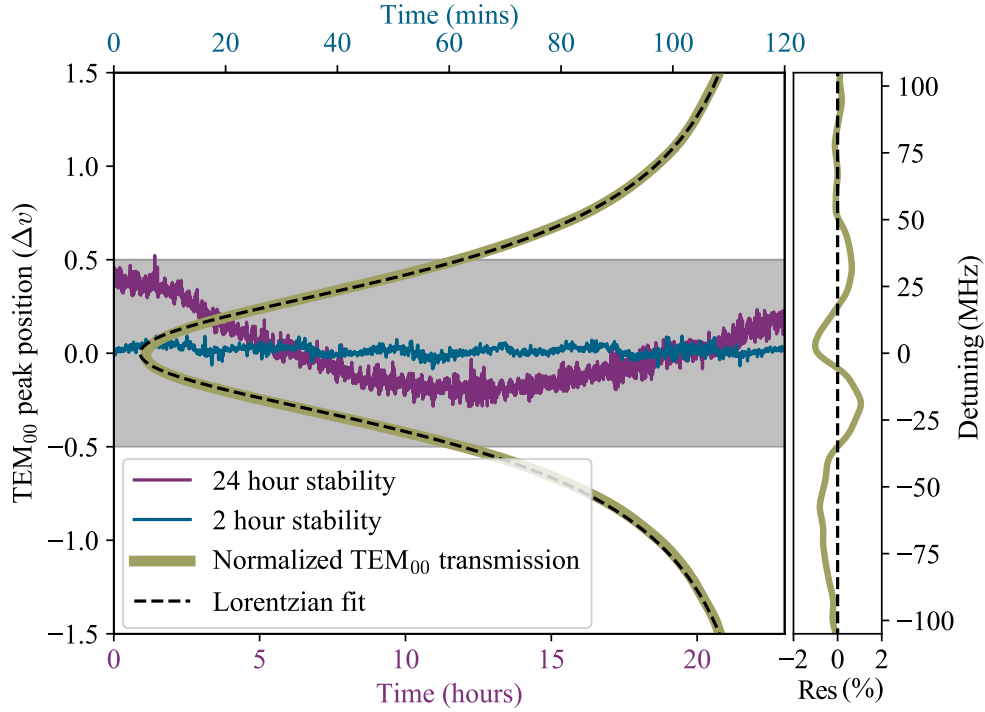 Time (mins)
0 20 40 60 80 100 120
1.5
1.0
0.5
0.0
−0.5
−1.0
−1.5
TEM₀₀ peak position (Δν)
24 hour stability
2 hour stability
Normalized TEM₀₀ transmission
Lorentzian fit
0 5 10 15 20
Time (hours)
100
75
50
25
0
−25
−50
−75
−100
Detuning (MHz)
−2 0 2
Res (%)